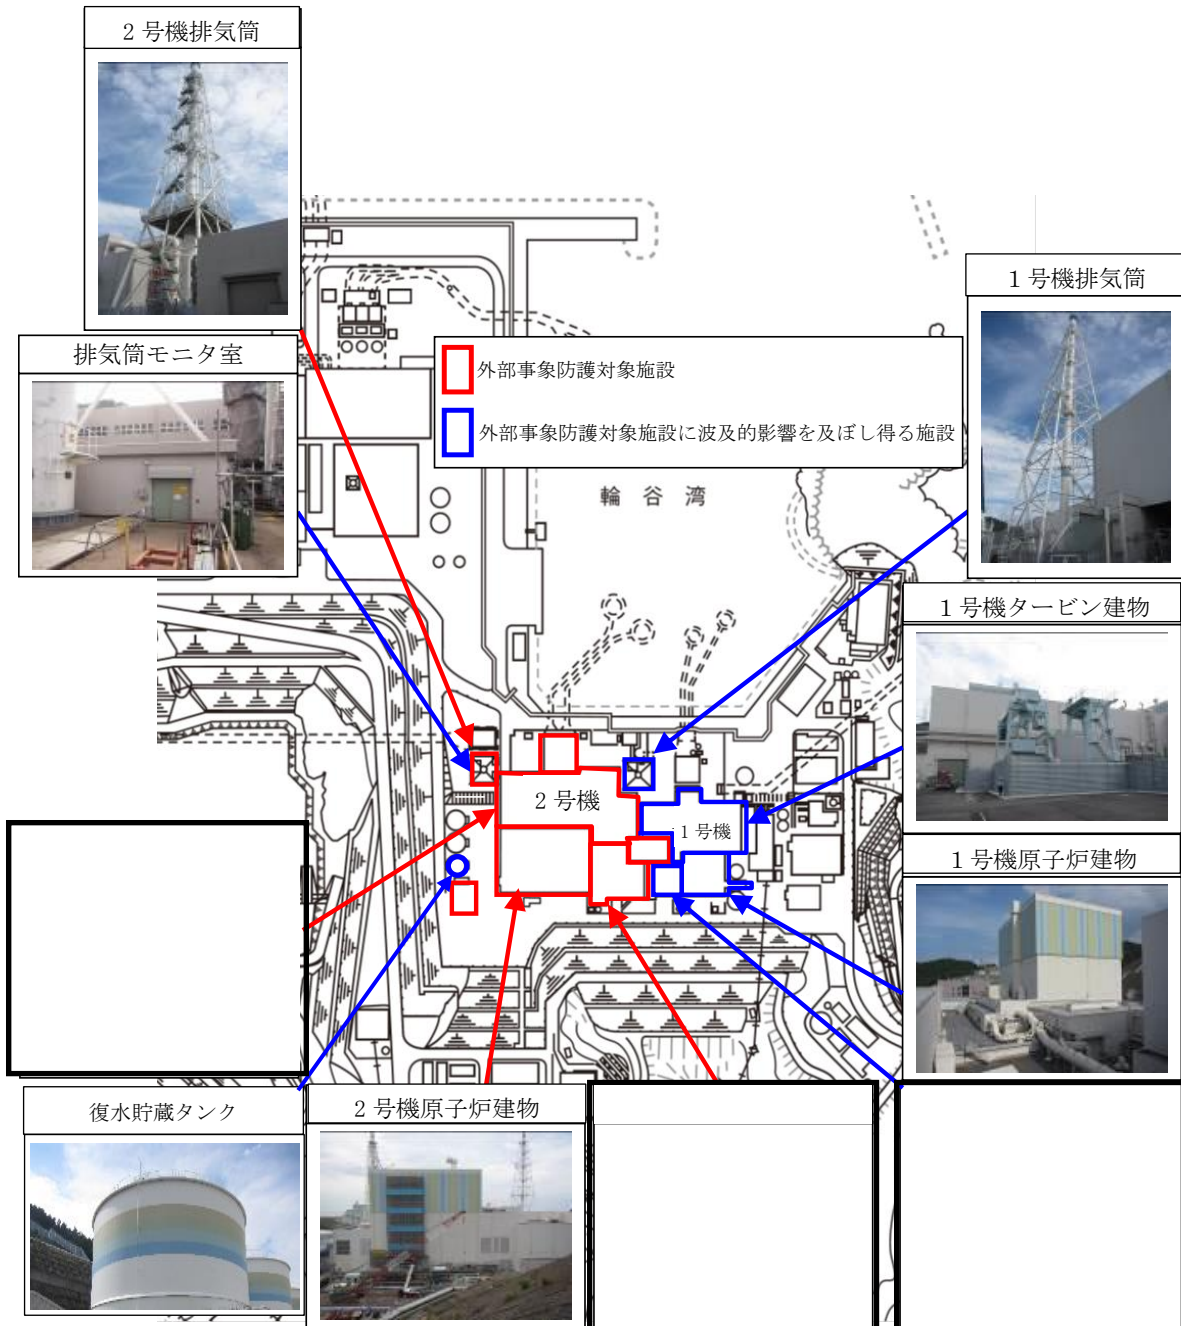 2号機排気筒
1号機排気筒
排気筒モニタ室
外部事象防護対象施設
外部事象防護対象施設に波及的影響を及ぼし得る施設
輪谷湾
1号機タービン建物
2号機
1号機
1号機原子炉建物
復水貯蔵タンク
2号機原子炉建物